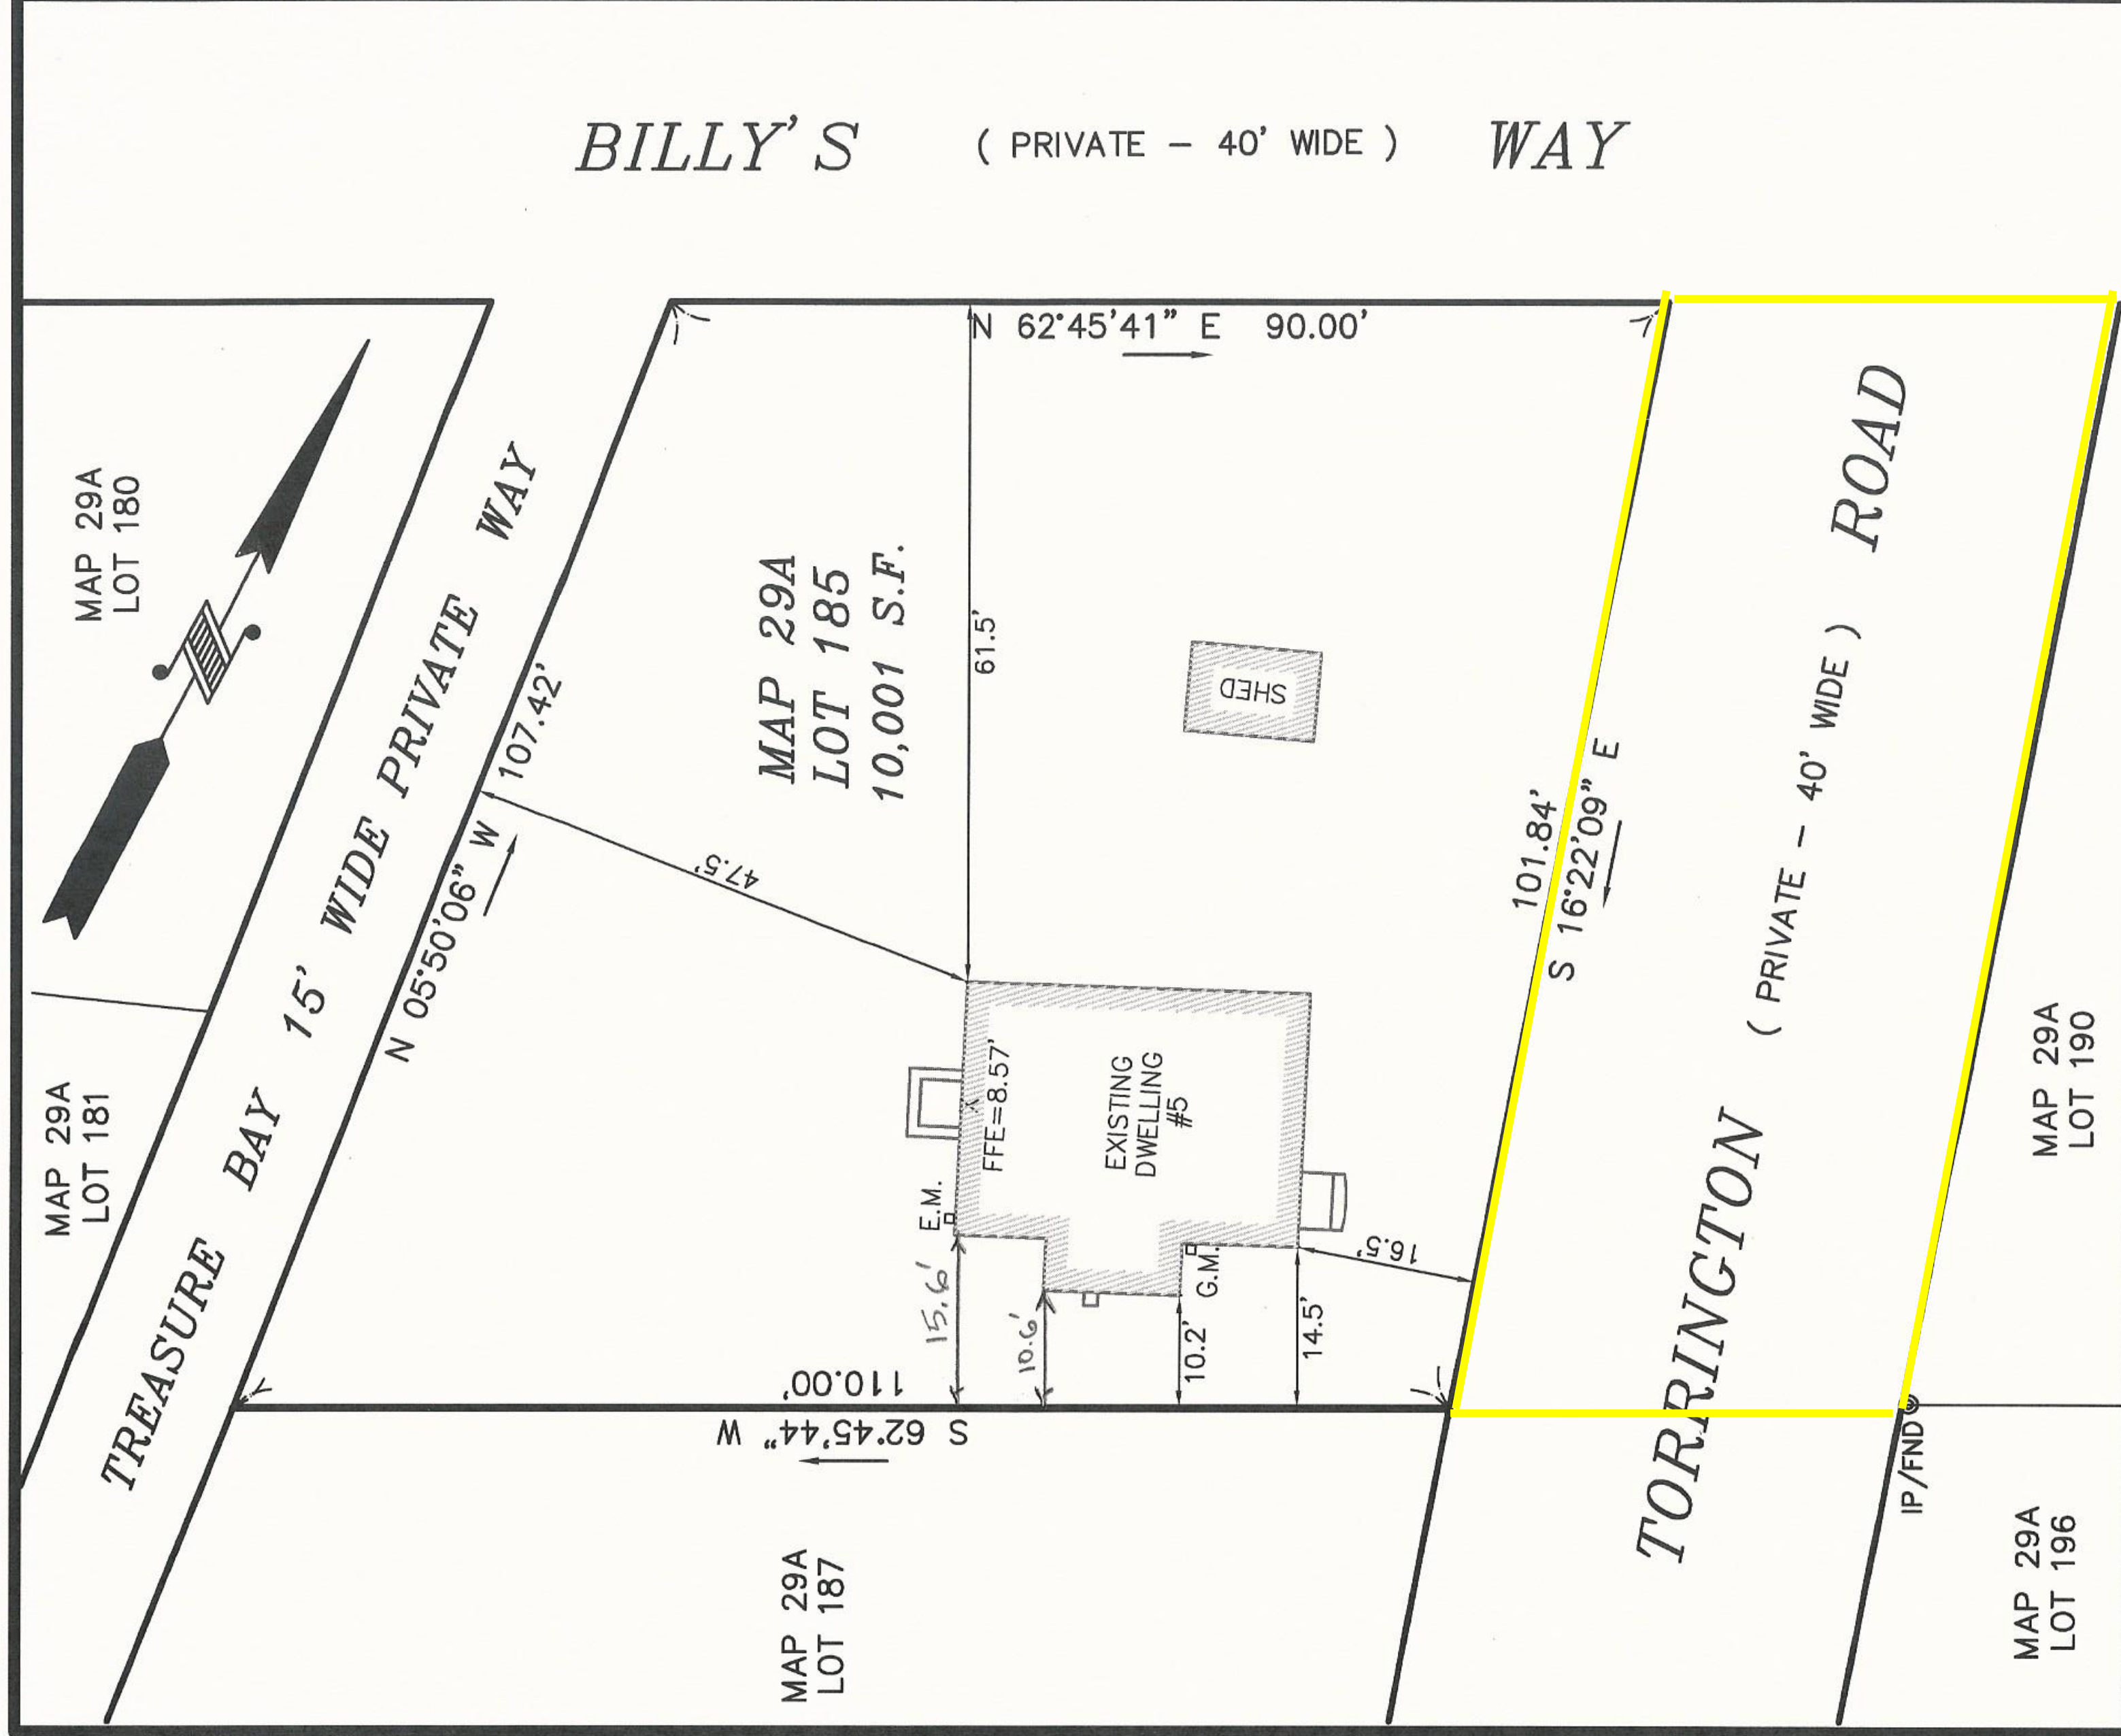 BILLY'S ( PRIVATE - 40' WIDE ) WAY
N 62°45'41" E 90.00'
MAP 29A
LOT 180
TREASURE BAY 15' WIDE PRIVATE WAY
N 05°50'06" W 107.42'
MAP 29A
LOT 185
10,001 S.F.
61.5'
SHED
47.5'
101.84'
S 16°22'09" E
TORRINGTON ( PRIVATE - 40' WIDE ) ROAD
MAP 29A
LOT 181
FFE=8.57'
X
EXISTING
DWELLING
#5
E.M.
G.M.
16.5'
15.6'
10.6'
10.2'
14.5'
110.00'
S 62°45'44" W
MAP 29A
LOT 190
IP/FND
MAP 29A
LOT 187
MAP 29A
LOT 196